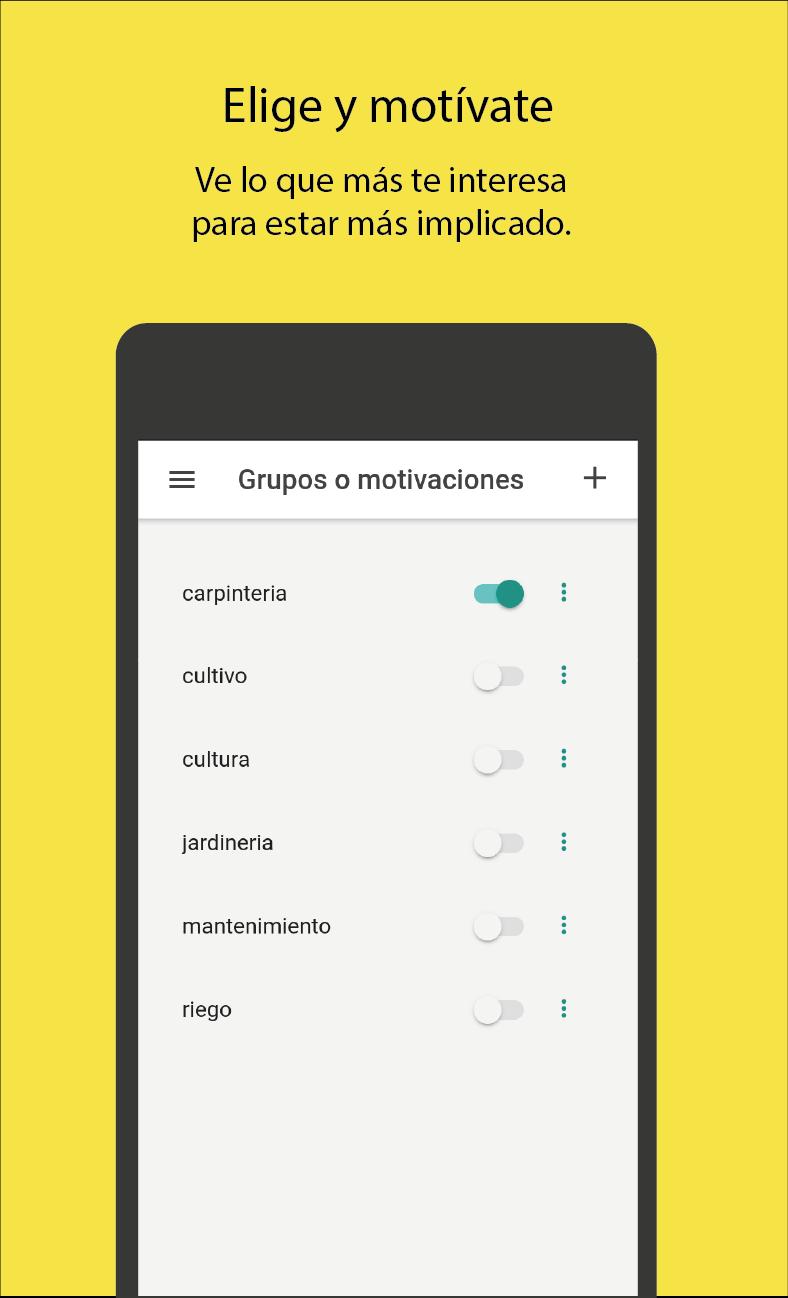 Elige y motívate
Ve lo que más te interesa
para estar más implicado.
Grupos o motivaciones
carpinteria
cultivo
cultura
jardineria
mantenimiento
riego